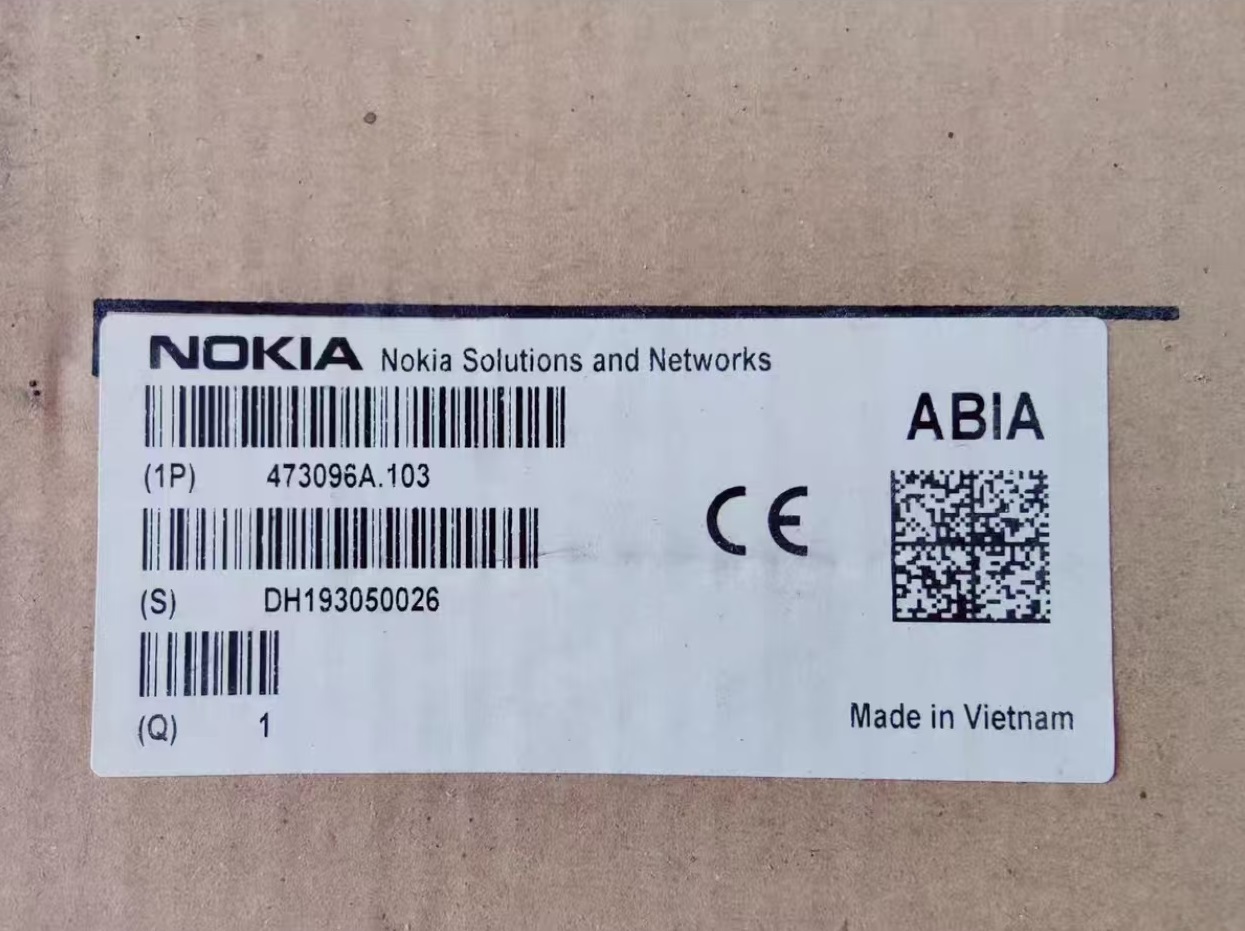 NOKIA Nokia Solutions and Networks
ABIA
(1P) 473096A.103
CE
(S) DH193050026
(Q) 1
Made in Vietnam